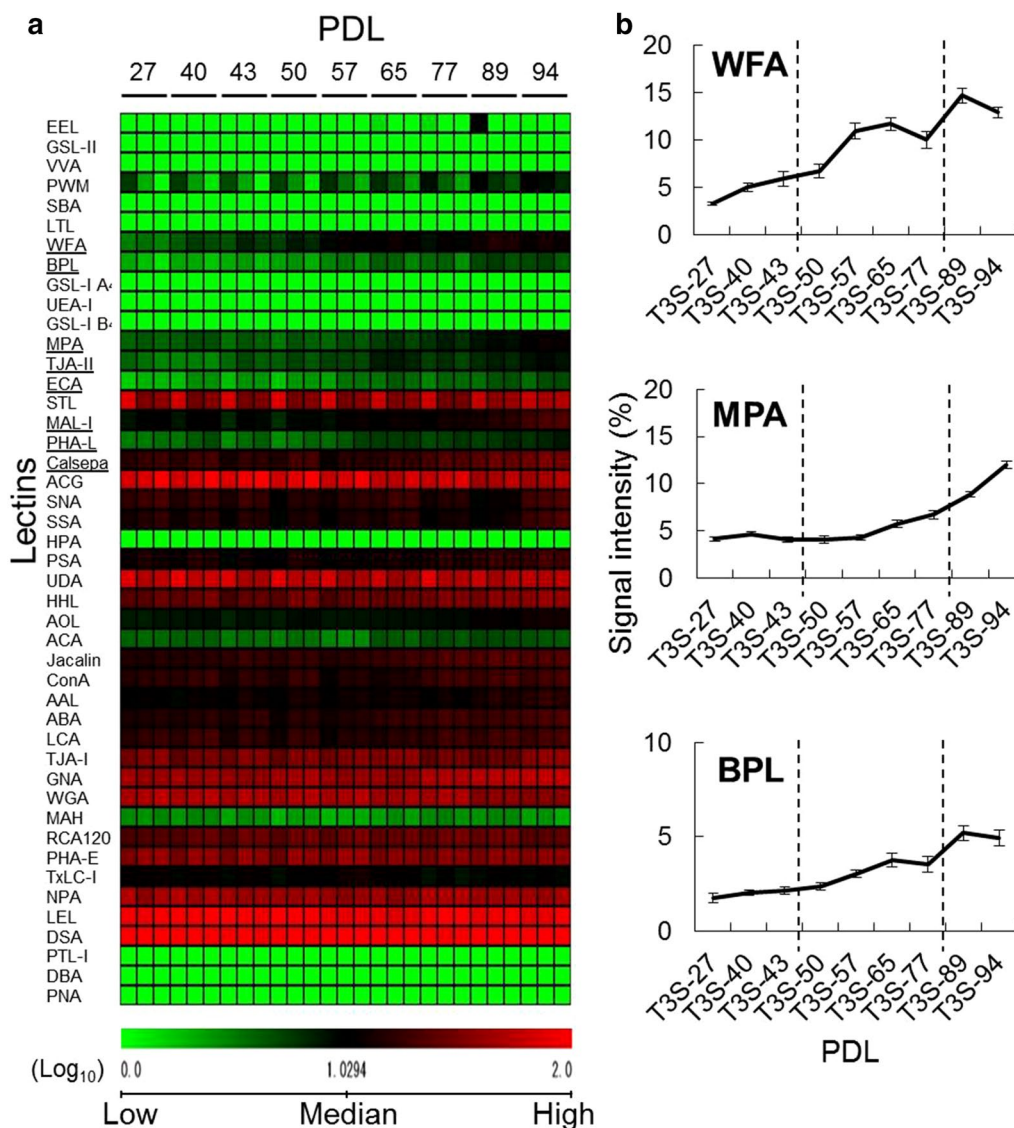 a
PDL
27 40 43 50 57 65 77 89 94
Lectins
EEL
GSL-II
VVA
PWM
SBA
LTL
WFA
BPL
GSL-I A4
UEA-I
GSL-I B4
MPA
TJA-II
ECA
STL
MAL-I
PHA-L
Calsepa
ACG
SNA
SSA
HPA
PSA
UDA
HHL
AOL
ACA
Jacalin
ConA
AAL
ABA
LCA
TJA-I
GNA
WGA
MAH
RCA120
PHA-E
TxLC-I
NPA
LEL
DSA
PTL-I
DBA
PNA
(Log10) 0.0 1.0294 2.0
Low Median High
b
Signal intensity (%)
WFA
20
15
10
5
0
T3S-27 T3S-40 T3S-43 T3S-50 T3S-57 T3S-65 T3S-77 T3S-89 T3S-94
MPA
20
15
10
5
0
T3S-27 T3S-40 T3S-43 T3S-50 T3S-57 T3S-65 T3S-77 T3S-89 T3S-94
BPL
10
5
0
T3S-27 T3S-40 T3S-43 T3S-50 T3S-57 T3S-65 T3S-77 T3S-89 T3S-94
PDL